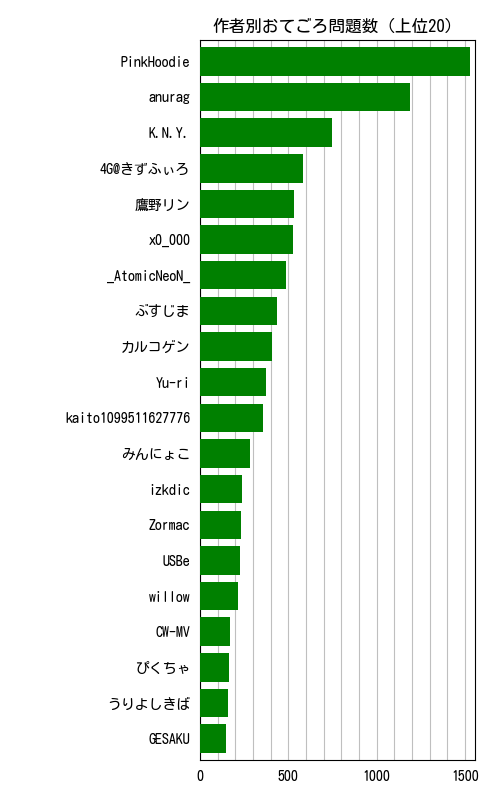 作者別おてごろ問題数 (上位20)
PinkHoodie
anurag
K.N.Y.
4G@きずふぃろ
鷹野リン
x0_000
_AtomicNeoN_
ぶすじま
カルコゲン
Yu-ri
kaito1099511627776
みんにょこ
izkdic
Zormac
USBe
willow
CW-MV
ぴくちゃ
うりよしきば
GESAKU
0 500 1000 1500